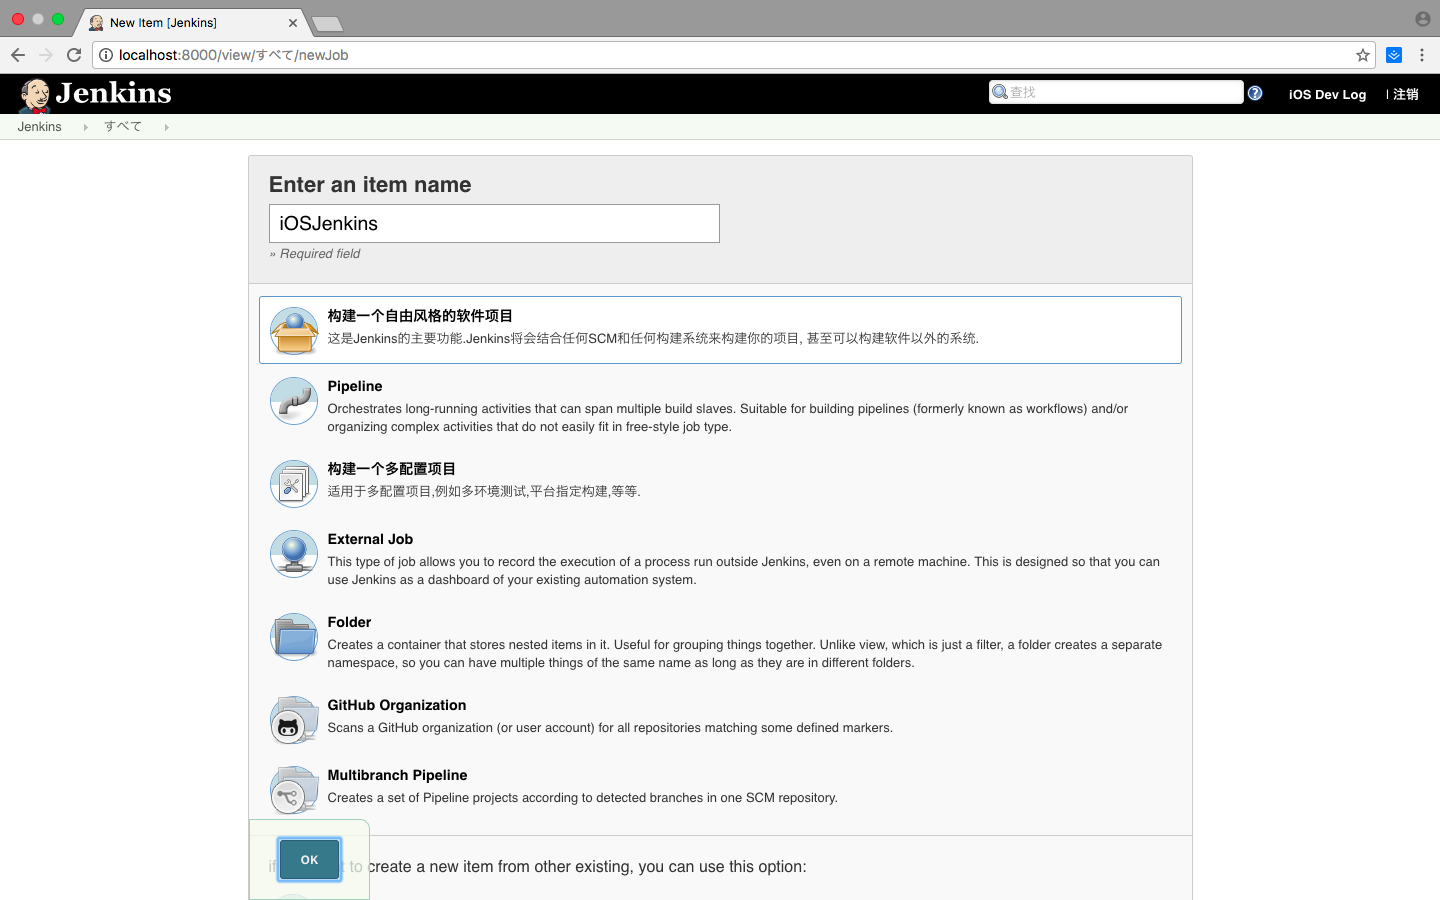 New Item [Jenkins]
localhost:8000/view/すべて/newJob
Jenkins
查找
iOS Dev Log
| 注销
Jenkins
すべて
Enter an item name
iOSJenkins
» Required field
构建一个自由风格的软件项目
这是Jenkins的主要功能.Jenkins将会结合任何SCM和任何构建系统来构建你的项目, 甚至可以构建软件以外的系统.
Pipeline
Orchestrates long-running activities that can span multiple build slaves. Suitable for building pipelines (formerly known as workflows) and/or
organizing complex activities that do not easily fit in free-style job type.
构建一个多配置项目
适用于多配置项目,例如多环境测试,平台指定构建,等等.
External Job
This type of job allows you to record the execution of a process run outside Jenkins, even on a remote machine. This is designed so that you can
use Jenkins as a dashboard of your existing automation system.
Folder
Creates a container that stores nested items in it. Useful for grouping things together. Unlike view, which is just a filter, a folder creates a separate
namespace, so you can have multiple things of the same name as long as they are in different folders.
GitHub Organization
Scans a GitHub organization (or user account) for all repositories matching some defined markers.
Multibranch Pipeline
Creates a set of Pipeline projects according to detected branches in one SCM repository.
OK
if to create a new item from other existing, you can use this option: